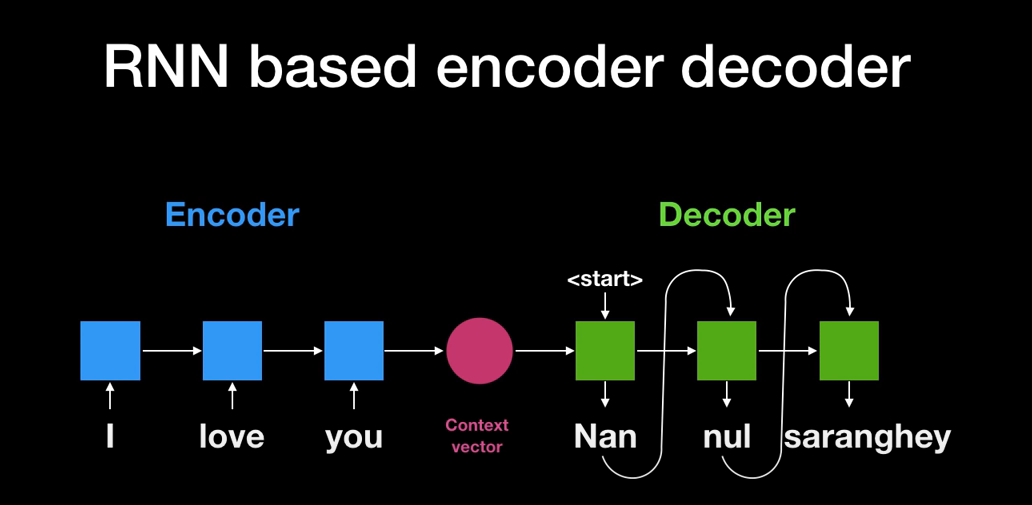 RNN based encoder decoder
Encoder
Decoder
<start>
I love you
Context
vector
Nan nul saranghey